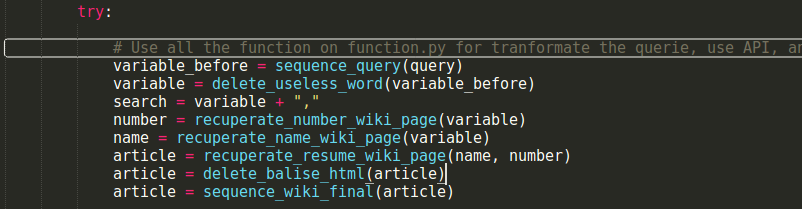 try:
# Use all the function on function.py for tranformate the querie, use API, an
variable_before = sequence_query(query)
variable = delete_useless_word(variable_before)
search = variable + ","
number = recuperate_number_wiki_page(variable)
name = recuperate_name_wiki_page(variable)
article = recuperate_resume_wiki_page(name, number)
article = delete_balise_html(article)
article = sequence_wiki_final(article)